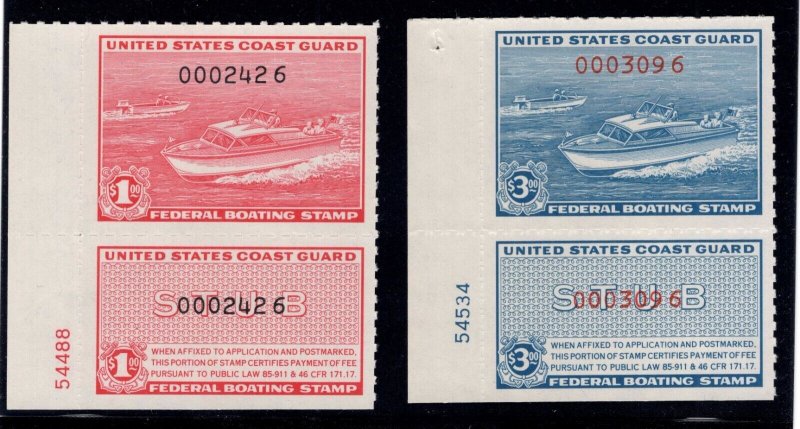 UNITED STATES COAST GUARD
0002426
$1.00
FEDERAL BOATING STAMP
UNITED STATES COAST GUARD
STUB
0002426
WHEN AFFIXED TO APPLICATION AND POSTMARKED,
THIS PORTION OF STAMP CERTIFIES PAYMENT OF FEE
PURSUANT TO PUBLIC LAW 85-911 & 46 CFR 171.17.
$1.00
FEDERAL BOATING STAMP
54488
UNITED STATES COAST GUARD
0003096
$3.00
FEDERAL BOATING STAMP
UNITED STATES COAST GUARD
STUB
0003096
WHEN AFFIXED TO APPLICATION AND POSTMARKED,
THIS PORTION OF STAMP CERTIFIES PAYMENT OF FEE
PURSUANT TO PUBLIC LAW 85-911 & 46 CFR 171.17.
$3.00
FEDERAL BOATING STAMP
54534